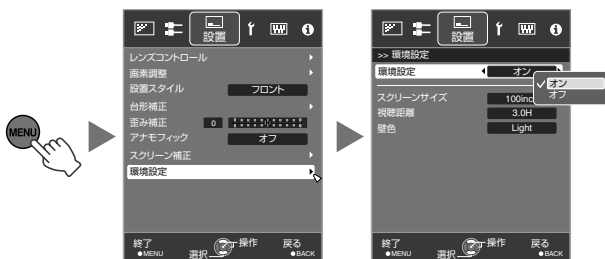 MENU
設置
レンズコントロール
画素調整
設置スタイル フロント
台形補正
歪み補正 0
アナモフィック オフ
スクリーン補正
環境設定
終了
●MENU
選択
操作
戻る
●BACK
設置
>> 環境設定
環境設定 オン
オン
オフ
スクリーンサイズ 100inc
視聴距離 3.0H
壁色 Light
終了
●MENU
選択
操作
戻る
●BACK